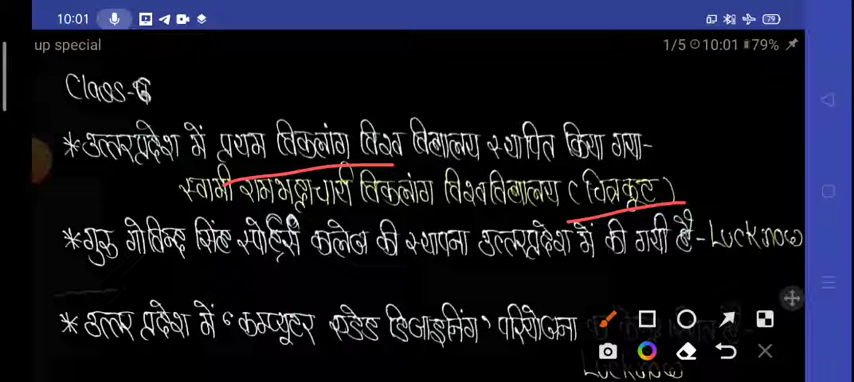 10:01 79
up special 1/5 10:01 79%
Class-6
*उत्तरप्रदेश में प्रथम विकलांग विश्व विद्यालय स्थापित किया गया-
स्वामी रामभद्राचारी विकलांग विश्वविद्यालय (चित्रकूट)
*गुरु गोविन्द सिंह स्पोर्ट्स कालेज की स्थापना उत्तरप्रदेश में की गयी है-Lucknow
*उत्तर प्रदेश में 'कम्प्यूटर एडेड डिजाइनिंग' परियोजना
Lucknow